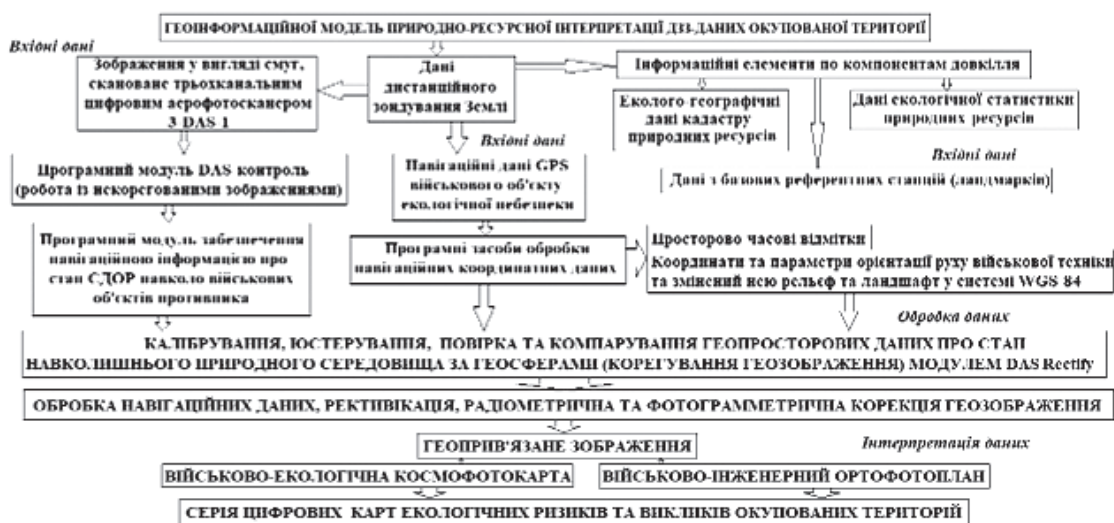 ГЕОІНФОРМАЦІЙНОЇ МОДЕЛЬ ПРИРОДНО-РЕСУРСНОЇ ІНТЕРПРЕТАЦІЇ ДЗЗ-ДАНИХ ОКУПОВАНОЇ ТЕРИТОРІЇ
Вхідні дані
Зображення у вигляді смуг,
скановане трьохканальним
цифровим аерофотосканером
3-DAS-1
Дані
дистанційного
зондування Землі
Інформаційні елементи по компонентам довкілля
Еколого-географічні
дані кадастру
природних ресурсів
Дані екологічної статистики
природних ресурсів
Вхідні дані
Вхідні дані
Дані з базових референтних станцій (ландмарків)
Програмний модуль DAS контроль
(робота із искорегованими зображеннями)
Навігаційні дані GPS
військового об'єкту
екологічної небезпеки
Програмний модуль забезпечення
навігаційною інформацією про
стан СДОР навколо військових
об'єктів противника
Програмні засоби обробки
навігаційних координатних даних
Просторово часові відмітки
Координати та параметри орієнтації руху військової техніки
та змінений нею рельєф та ландшафт у системі WGS-84
Обробка даних
КАЛІБРУВАННЯ, ЮСТЕРУВАННЯ, ПОВІРКА ТА КОМПАРУВАННЯ ГЕОПРОСТОРОВИХ ДАНИХ ПРО СТАН
НАВКОЛИШНЬОГО ПРИРОДНОГО СЕРЕДОВИЩА ЗА ГЕОСФЕРАМИ (КОРЕГУВАННЯ ГЕОЗОБРАЖЕННЯ) МОДУЛЕМ DAS Rectify
ОБРОБКА НАВІГАЦІЙНИХ ДАНИХ, РЕКТИВІКАЦІЯ, РАДІОМЕТРИЧНА ТА ФОТОГРАММЕТРИЧНА КОРЕКЦІЯ ГЕОЗОБРАЖЕННЯ
ГЕОПРИВ'ЯЗАНЕ ЗОБРАЖЕННЯ
Інтерпретація даних
ВІЙСЬКОВО-ЕКОЛОГІЧНА КОСМОФОТОКАРТА
ВІЙСЬКОВО-ІНЖЕНЕРНИЙ ОРТОФОТОПЛАН
СЕРІЯ ЦИФРОВИХ КАРТ ЕКОЛОГІЧНИХ РИЗИКІВ ТА ВИКЛИКІВ ОКУПОВАНИХ ТЕРИТОРІЙ